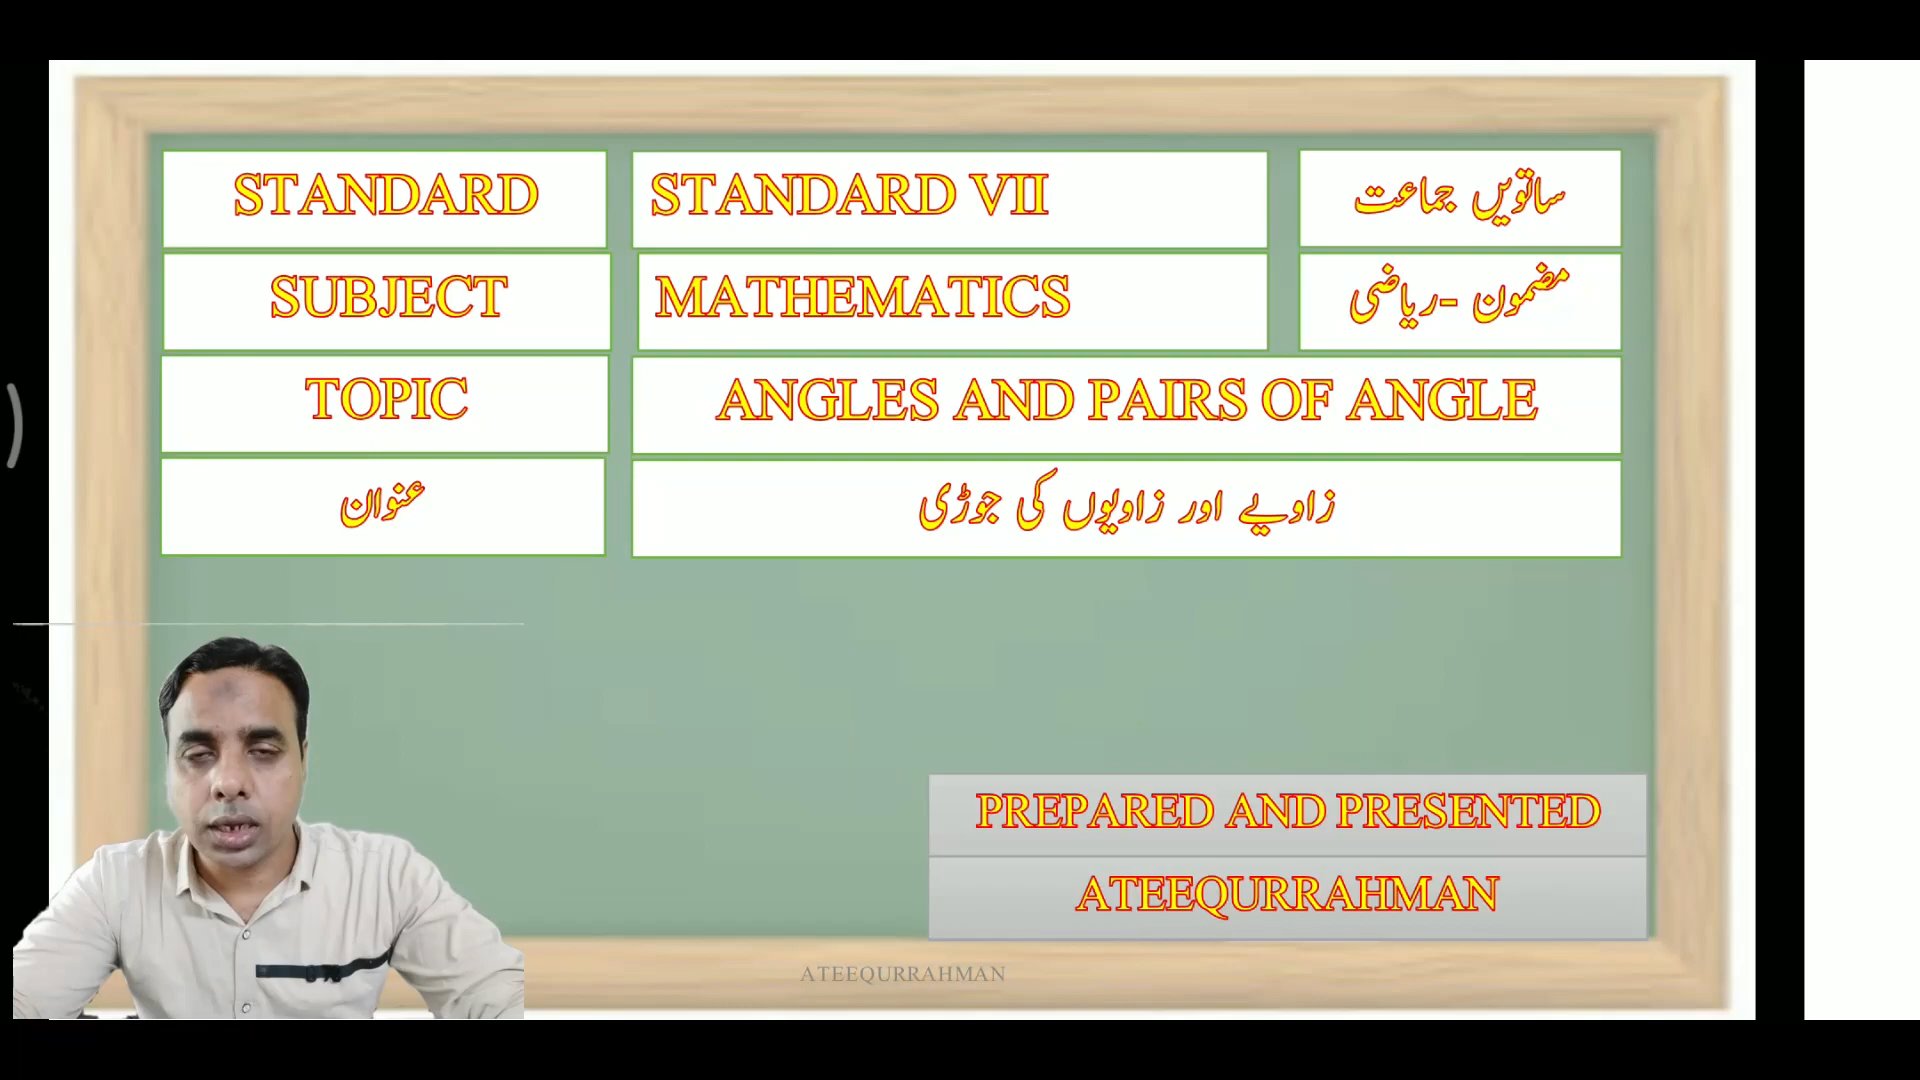 STANDARD STANDARD VII ساتویں جماعت
SUBJECT MATHEMATICS مضمون -ریاضی
TOPIC ANGLES AND PAIRS OF ANGLE
عنوان زاویے اور زاویوں کی جوڑی
PREPARED AND PRESENTED
ATEEQURRAHMAN
ATEEQURRAHMAN